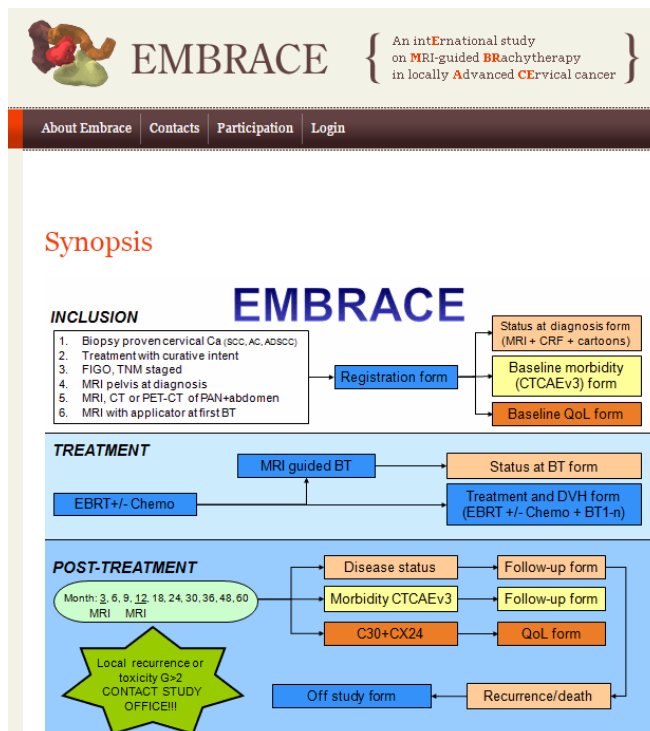 EMBRACE
An intErnational study
on MRI-guided BRachytherapy
in locally Advanced CErvical cancer
About Embrace
Contacts
Participation
Login
Synopsis
EMBRACE
INCLUSION
1. Biopsy proven cervical Ca (SCC, AC, ADSCC)
2. Treatment with curative intent
3. FIGO, TNM staged
4. MRI pelvis at diagnosis
5. MRI, CT or PET-CT of PAN+abdomen
6. MRI with applicator at first BT
Registration form
Status at diagnosis form
(MRI + CRF + cartoons)
Baseline morbidity
(CTCAEv3) form
Baseline QoL form
TREATMENT
MRI guided BT
Status at BT form
EBRT+/- Chemo
Treatment and DVH form
(EBRT +/- Chemo + BT1-n)
POST-TREATMENT
Month: 3, 6, 9, 12, 18, 24, 30, 36, 48, 60
MRI MRI
Disease status
Follow-up form
Morbidity CTCAEv3
Follow-up form
C30+CX24
QoL form
Local recurrence or
toxicity G>2
CONTACT STUDY
OFFICE!!!
Off study form
Recurrence/death